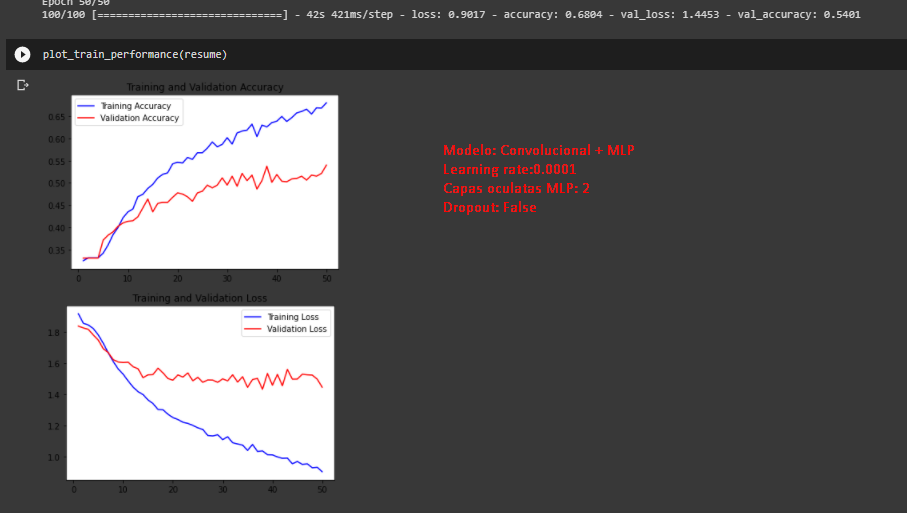 Epoch 50/50
100/100 [==============================] - 42s 421ms/step - loss: 0.9017 - accuracy: 0.6804 - val_loss: 1.4453 - val_accuracy: 0.5401
plot_train_performance(resume)
Training and Validation Accuracy
Training Accuracy
Validation Accuracy
0.65
0.60
0.55
0.50
0.45
0.40
0.35
0 10 20 30 40 50
Modelo: Convolucional + MLP
Learning rate:0.0001
Capas oculatas MLP: 2
Dropout: False
Training and Validation Loss
Training Loss
Validation Loss
1.8
1.6
1.4
1.2
1.0
0 10 20 30 40 50